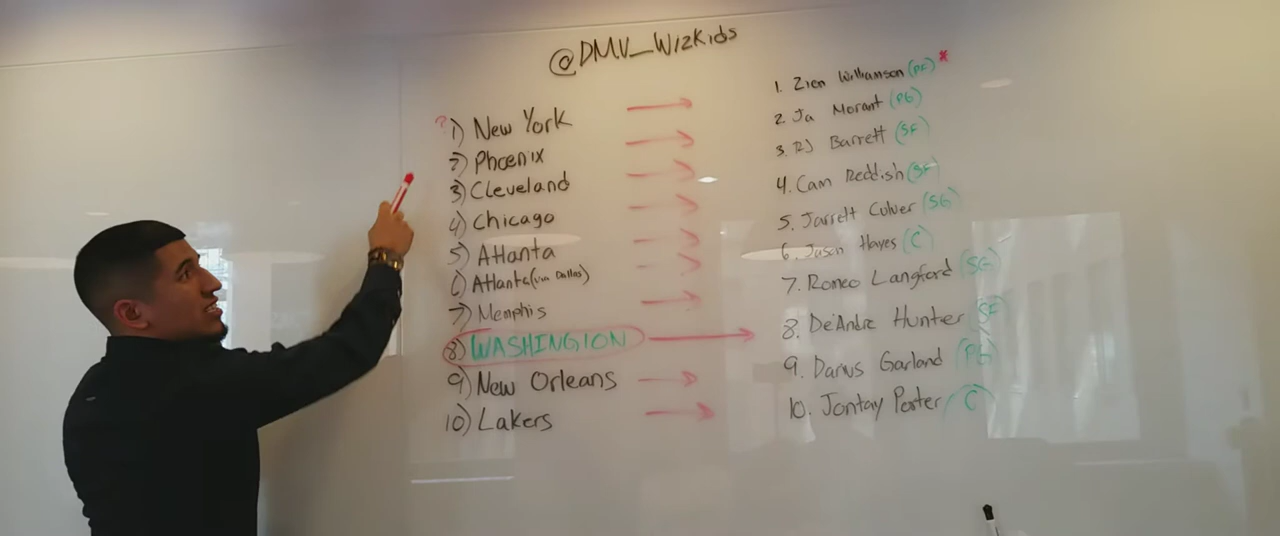 @DMV_WizKids
? 1) New York → 1. Zion Williamson (PF) *
2) Phoenix → 2. Ja Morant (PG)
3) Cleveland → 3. RJ Barrett (SF)
4) Chicago → 4. Cam Reddish (SF)
5) Atlanta → 5. Jarrett Culver (SG)
6) Atlanta (via Dallas) → 6. Jason Hayes (C)
7) Memphis → 7. Romeo Langford (SG)
8) WASHINGTON → 8. DeAndre Hunter (SF)
9) New Orleans → 9. Darius Garland (PG)
10) Lakers → 10. Jontay Porter (C)